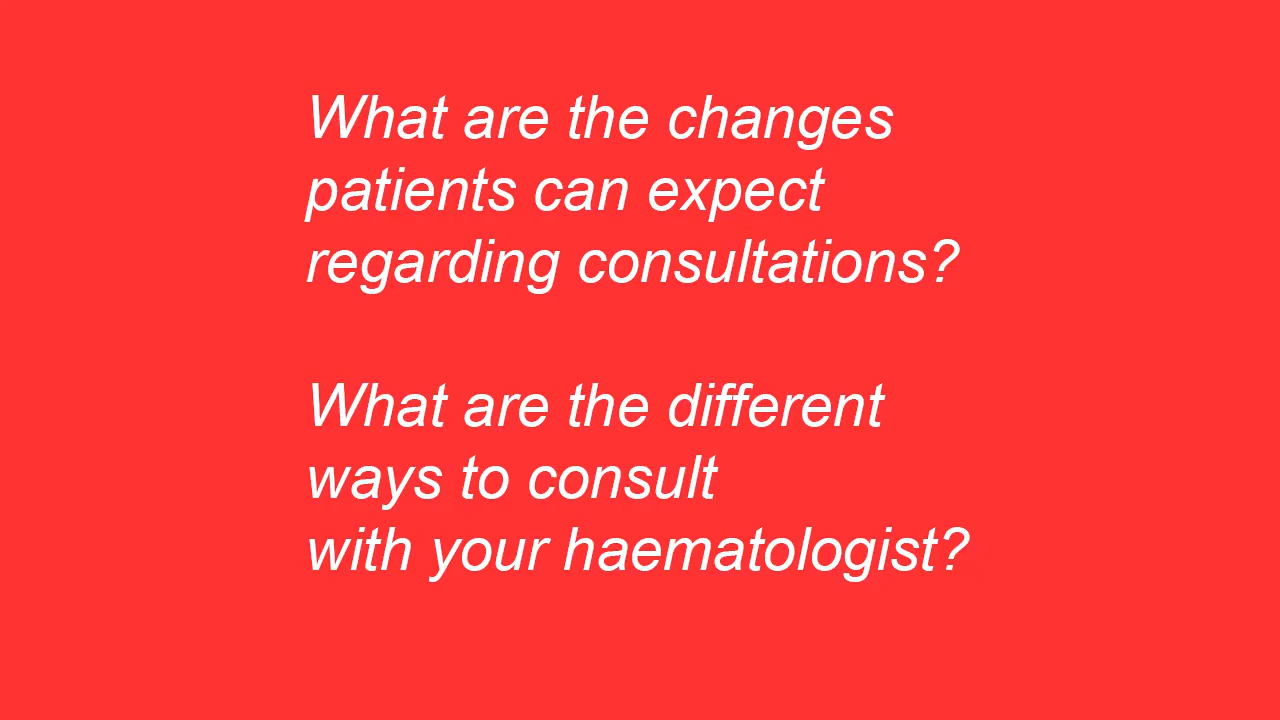 What are the changes
patients can expect
regarding consultations?
What are the different
ways to consult
with your haematologist?